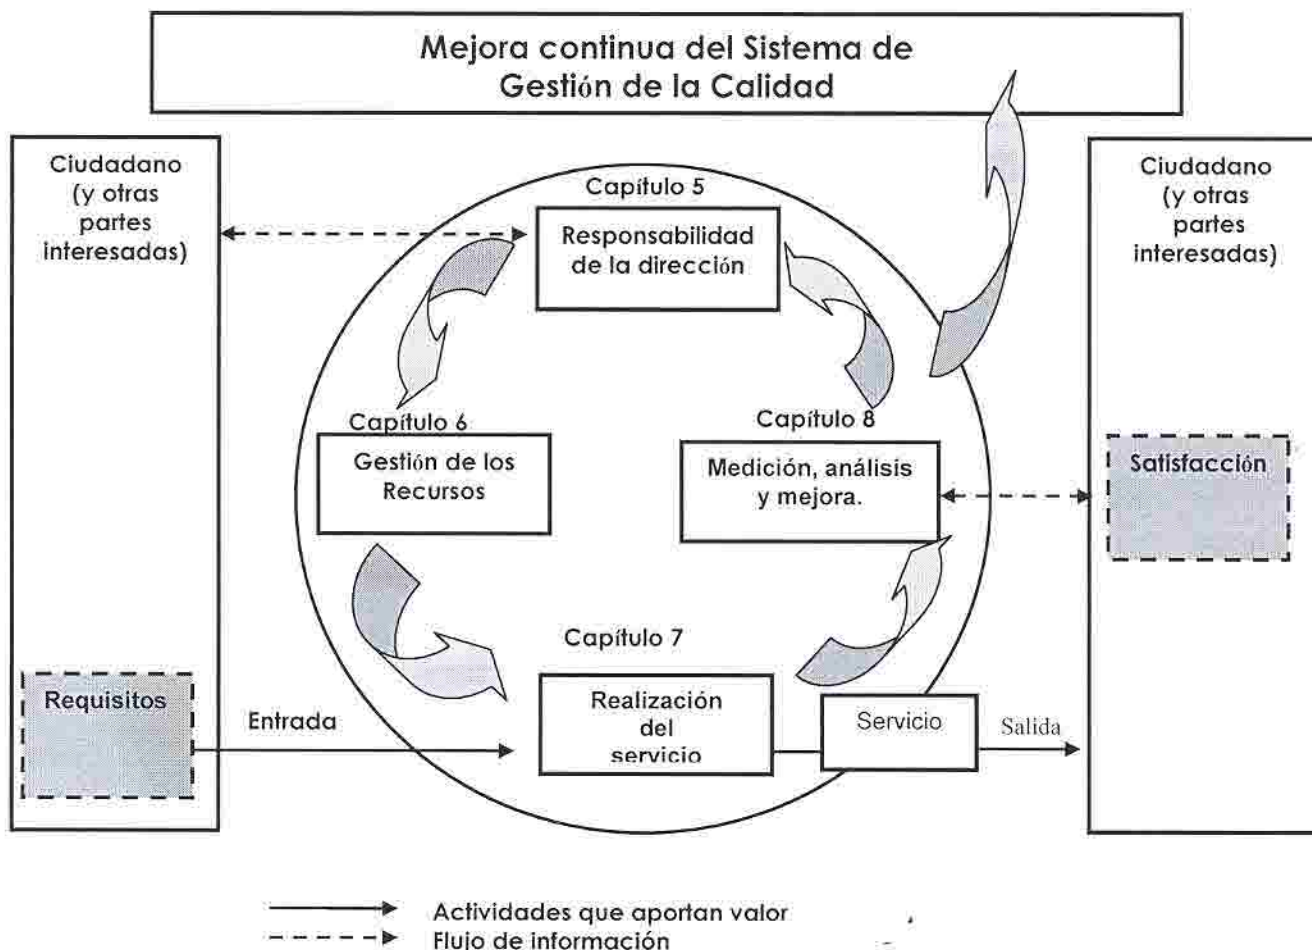 Mejora continua del Sistema de
Gestión de la Calidad
Ciudadano
(y otras
partes
interesadas)
Ciudadano
(y otras
partes
interesadas)
Capítulo 5
Responsabilidad
de la dirección
Capítulo 6
Gestión de los
Recursos
Capítulo 8
Medición, análisis
y mejora.
Satisfacción
Capítulo 7
Realización
del
servicio
Requisitos
Entrada
Servicio
Salida
Actividades que aportan valor
Flujo de información